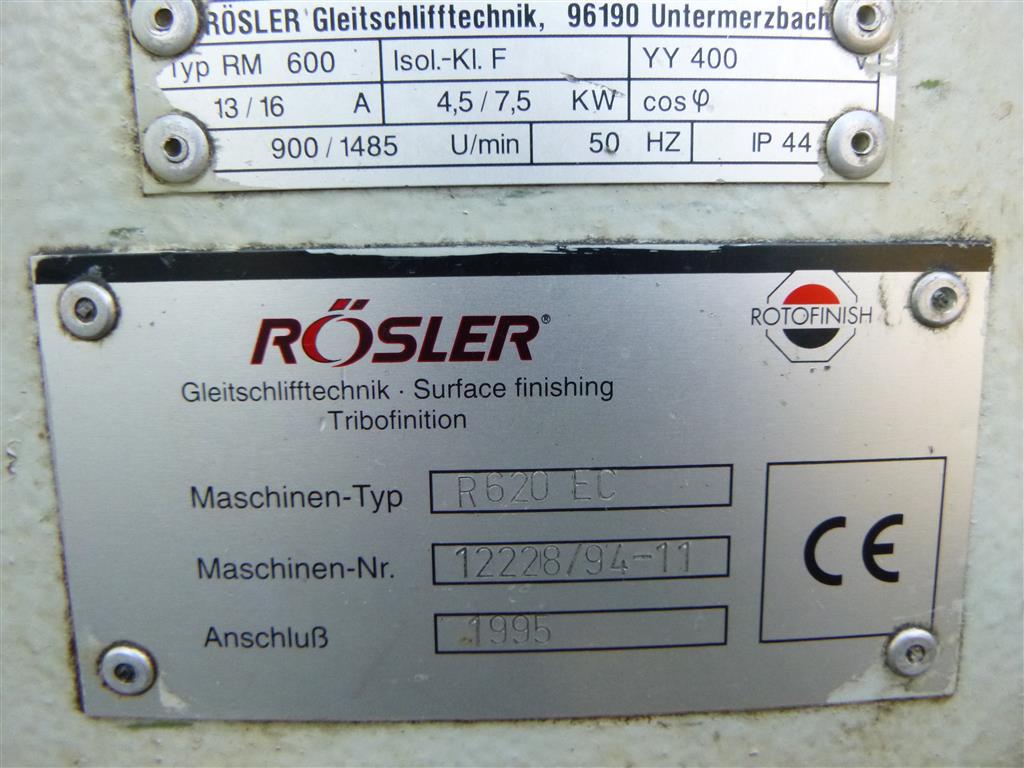 RÖSLER Gleitschlifftechnik, 96190 Untermerzbach
Typ RM 600 Isol.-Kl. F YY 400 V
13/16 A 4,5/7,5 KW cos φ
900/1485 U/min 50 HZ IP 44
RÖSLER®
ROTOFINISH
Gleitschlifftechnik · Surface finishing
Tribofinition
Maschinen-Typ R620 EC
Maschinen-Nr. 12228/94-11
Anschluß 1995
CE